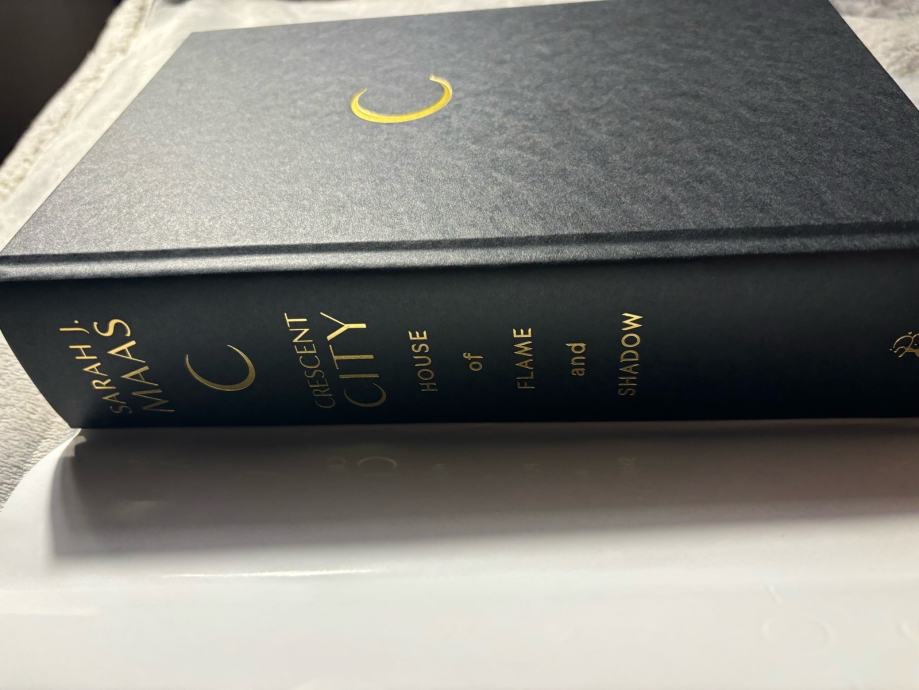 SARAH J.
MAAS
CRESCENT
CITY
HOUSE
of
FLAME
and
SHADOW